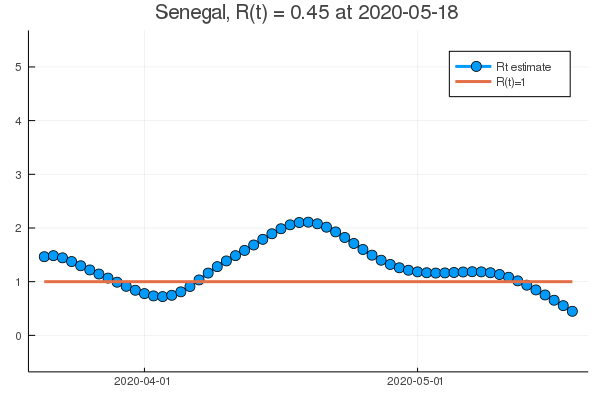 Senegal, R(t) = 0.45 at 2020-05-18
Rt estimate
R(t)=1
5
4
3
2
1
0
2020-04-01
2020-05-01